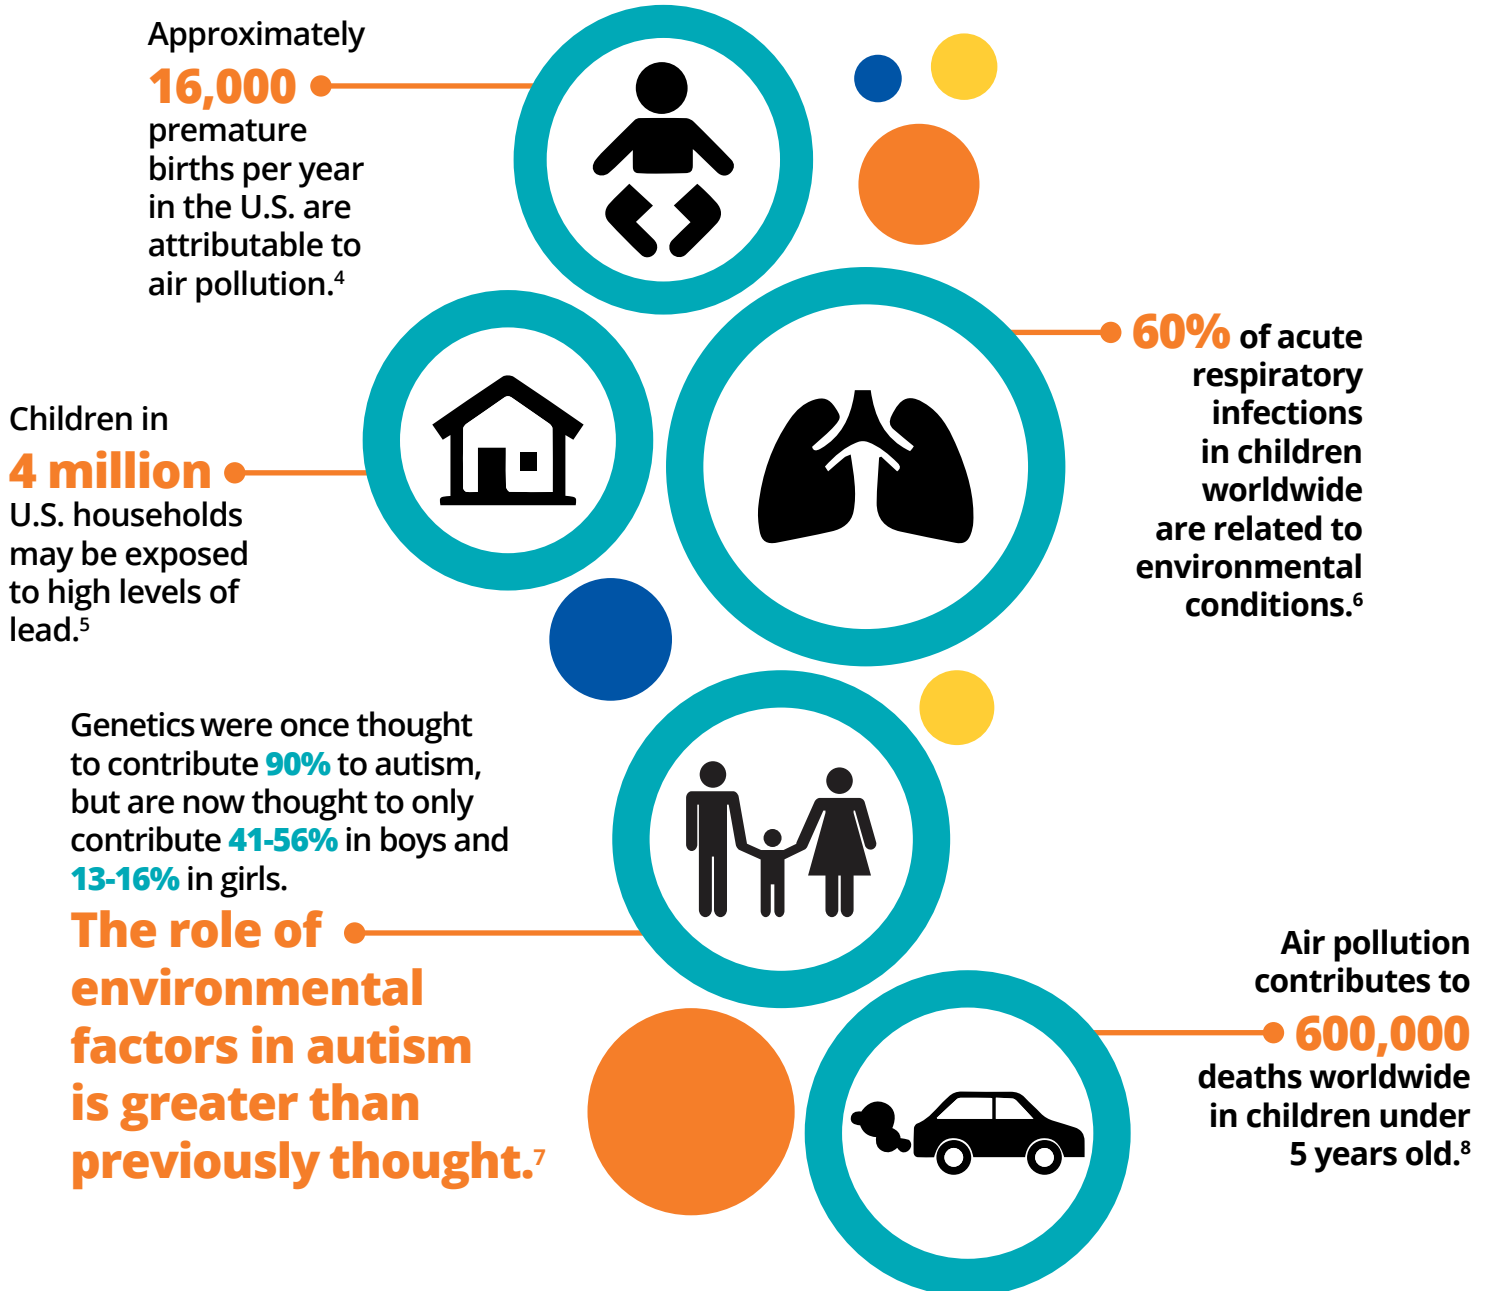 Approximately
16,000
premature
births per year
in the U.S. are
attributable to
air pollution.⁴
60% of acute
respiratory
infections
in children
worldwide
are related to
environmental
conditions.⁶
Children in
4 million
U.S. households
may be exposed
to high levels of
lead.⁵
Genetics were once thought
to contribute 90% to autism,
but are now thought to only
contribute 41-56% in boys and
13-16% in girls.
The role of
environmental
factors in autism
is greater than
previously thought.⁷
Air pollution
contributes to
600,000
deaths worldwide
in children under
5 years old.⁸